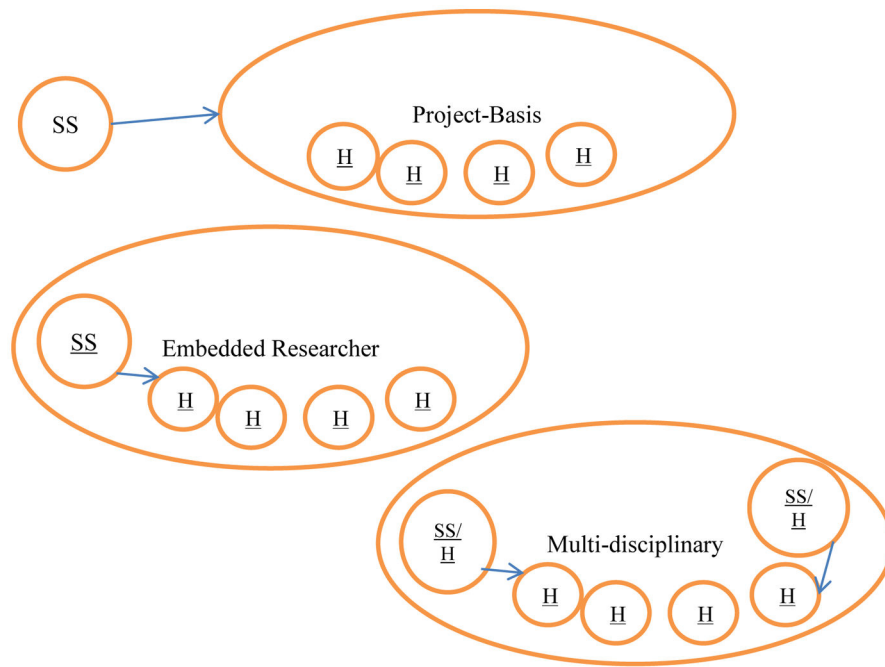 SS
Project-Basis
H
H
H
H
SS
Embedded Researcher
H
H
H
H
SS/
H
SS/
H
Multi-disciplinary
H
H
H
H